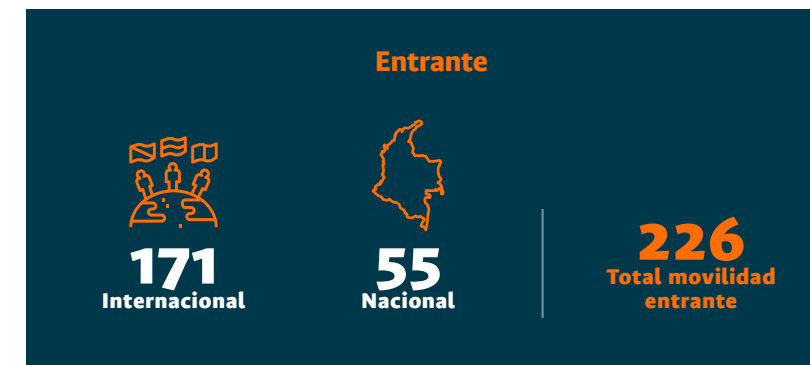 Entrante
171
Internacional
55
Nacional
226
Total movilidad
entrante